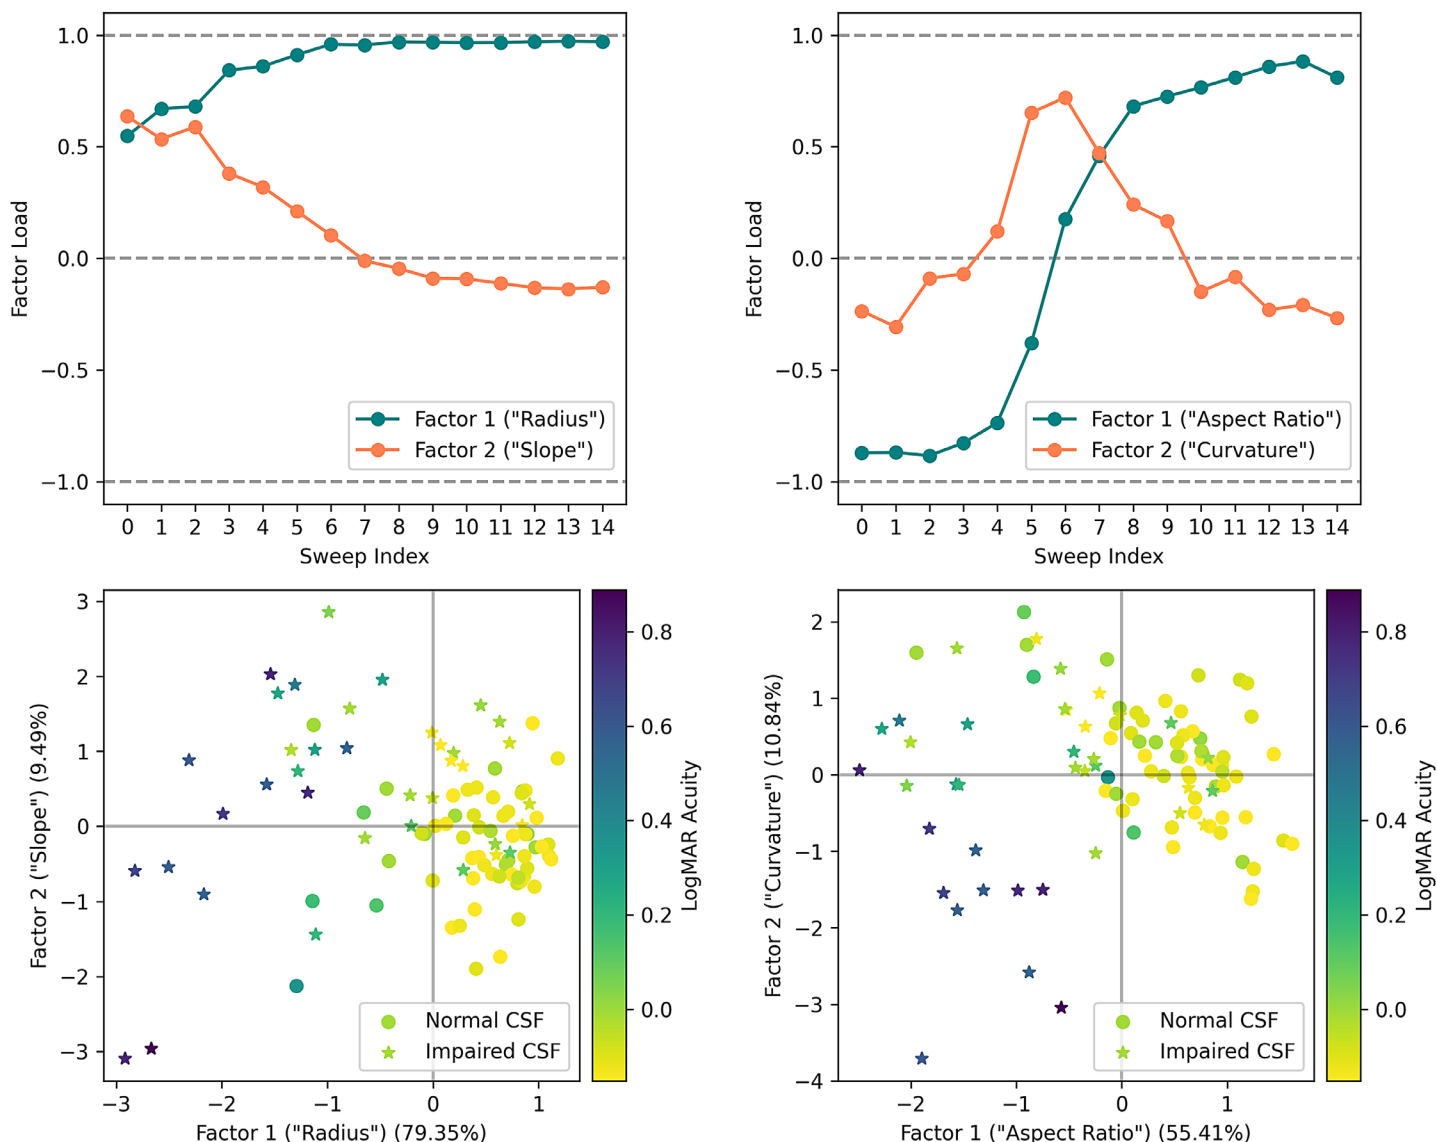 1.0
0.5
0.0
−0.5
−1.0
Factor Load
Factor 1 ("Radius")
Factor 2 ("Slope")
0 1 2 3 4 5 6 7 8 9 10 11 12 13 14
Sweep Index
1.0
0.5
0.0
−0.5
−1.0
Factor Load
Factor 1 ("Aspect Ratio")
Factor 2 ("Curvature")
0 1 2 3 4 5 6 7 8 9 10 11 12 13 14
Sweep Index
3
2
1
0
−1
−2
−3
Factor 2 ("Slope") (9.49%)
Normal CSF
Impaired CSF
−3 −2 −1 0 1
Factor 1 ("Radius") (79.35%)
0.8
0.6
0.4
0.2
0.0
LogMAR Acuity
2
1
0
−1
−2
−3
−4
Factor 2 ("Curvature") (10.84%)
Normal CSF
Impaired CSF
−2 −1 0 1
Factor 1 ("Aspect Ratio") (55.41%)
0.8
0.6
0.4
0.2
0.0
LogMAR Acuity